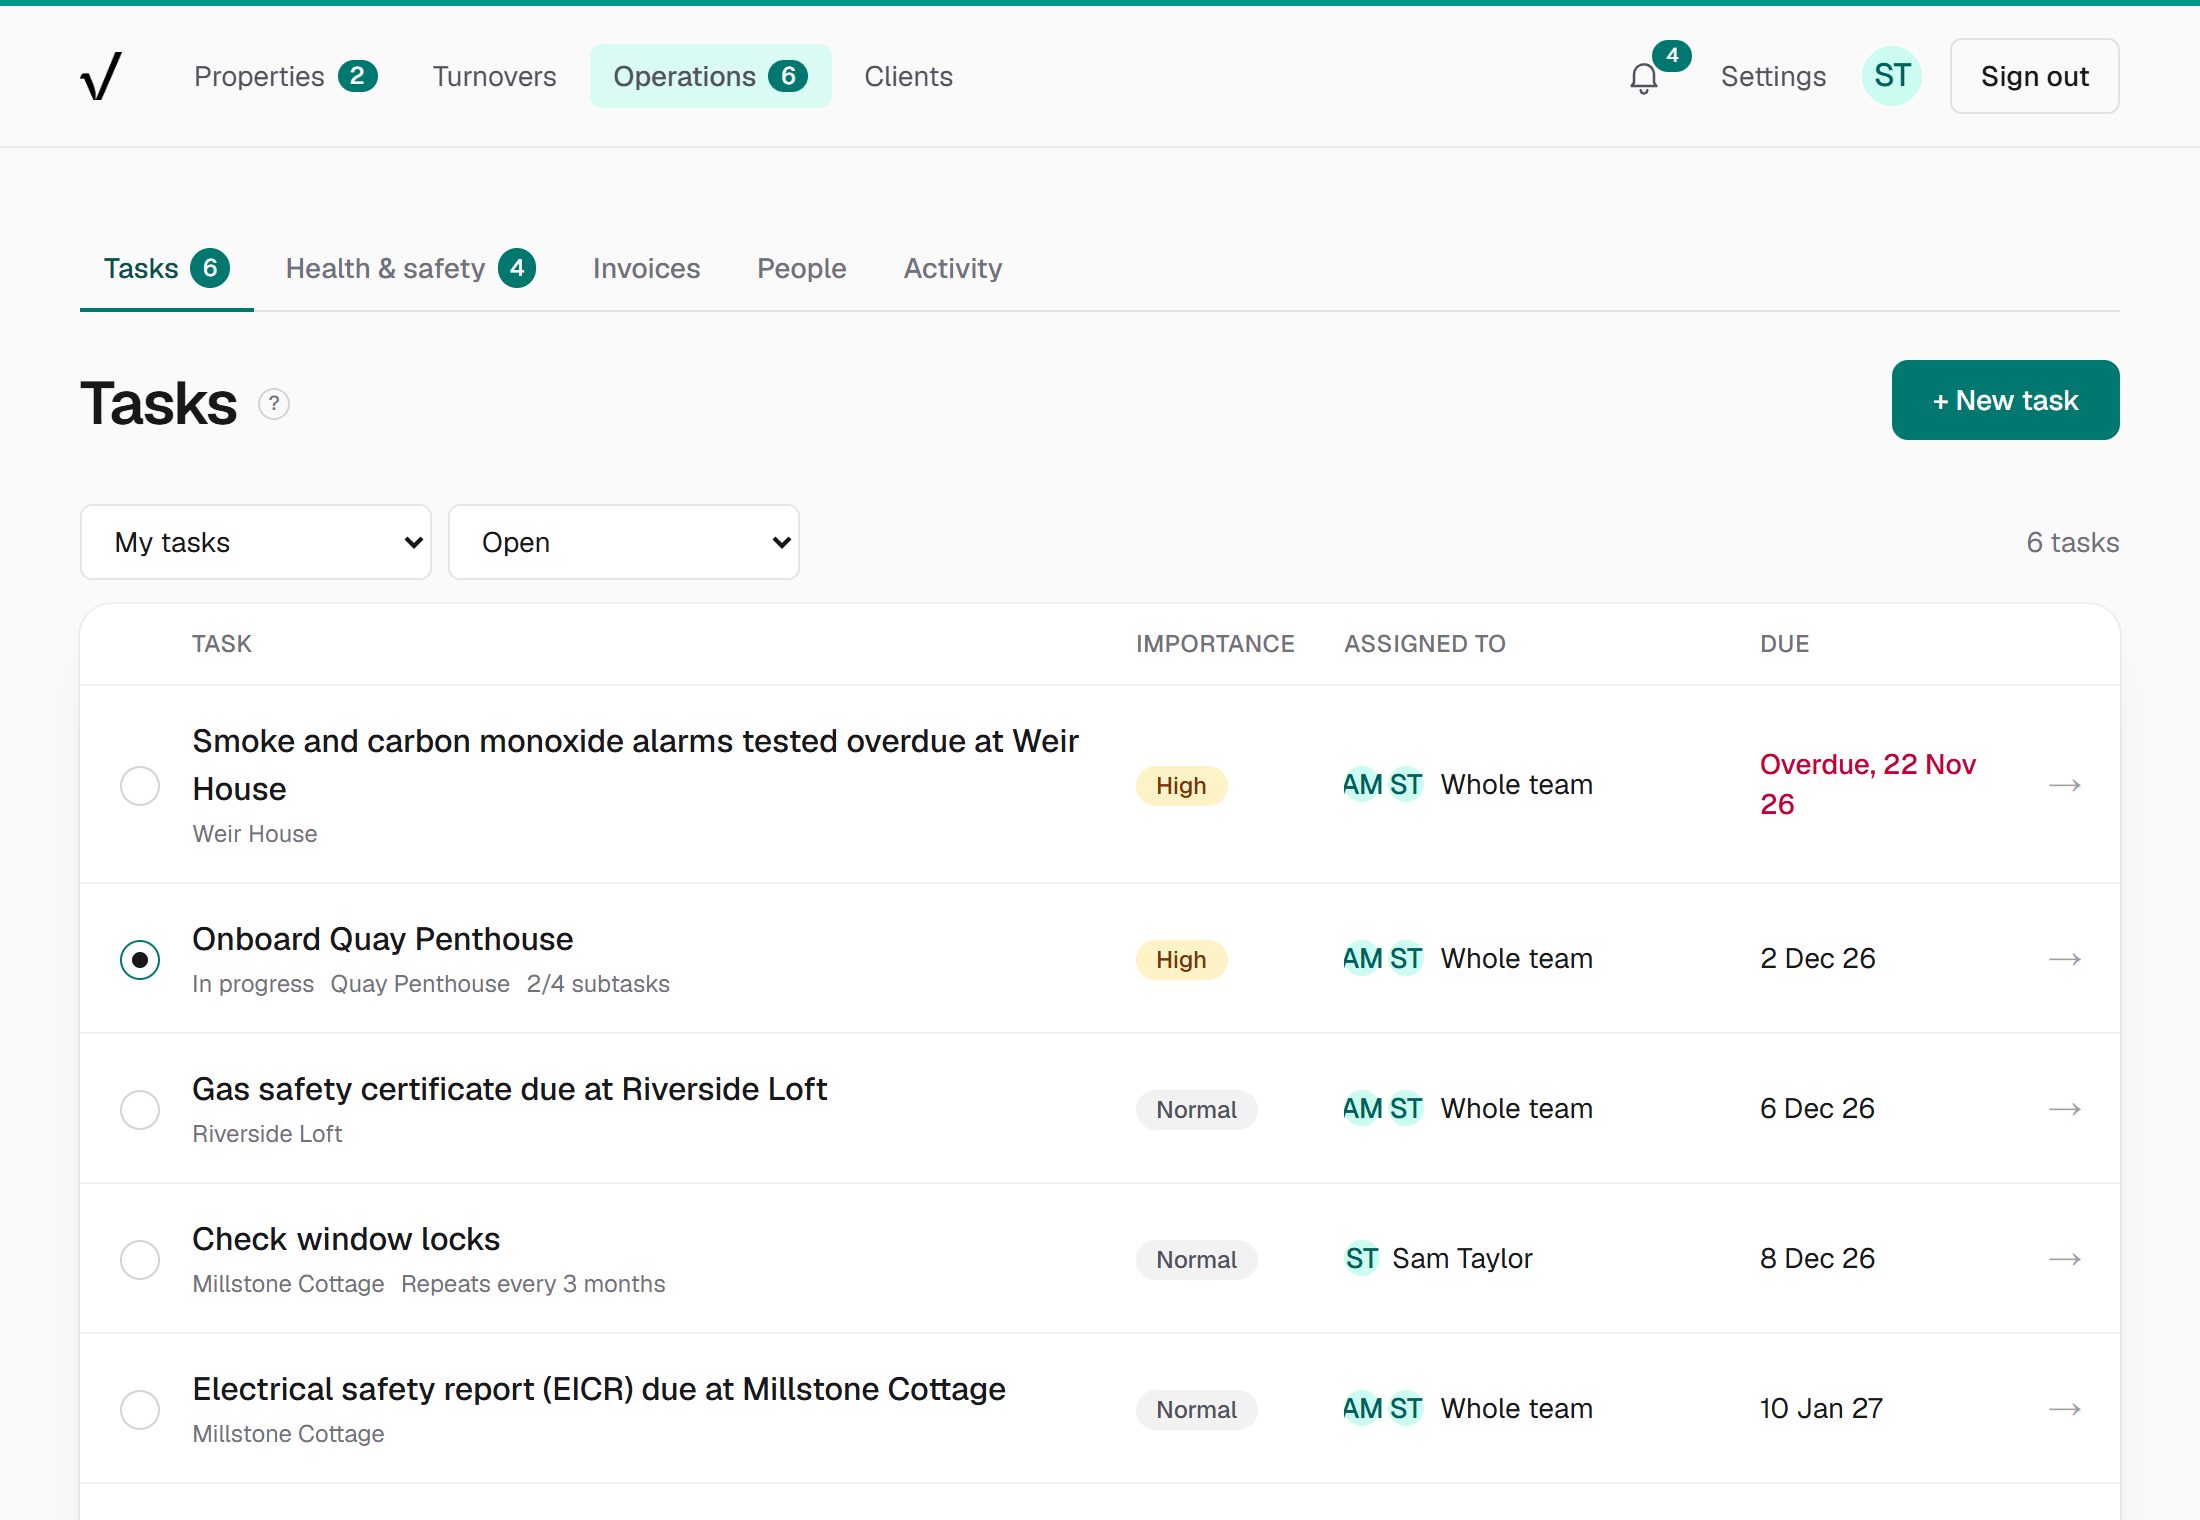 Properties 2 Turnovers Operations 6 Clients 4 Settings ST Sign out
Tasks 6 Health & safety 4 Invoices People Activity
Tasks ? + New task
My tasks Open 6 tasks
TASK IMPORTANCE ASSIGNED TO DUE
Smoke and carbon monoxide alarms tested overdue at Weir
House
Weir House
High AM ST Whole team Overdue, 22 Nov
26
Onboard Quay Penthouse
In progress Quay Penthouse 2/4 subtasks
High AM ST Whole team 2 Dec 26
Gas safety certificate due at Riverside Loft
Riverside Loft
Normal AM ST Whole team 6 Dec 26
Check window locks
Millstone Cottage Repeats every 3 months
Normal ST Sam Taylor 8 Dec 26
Electrical safety report (EICR) due at Millstone Cottage
Millstone Cottage
Normal AM ST Whole team 10 Jan 27